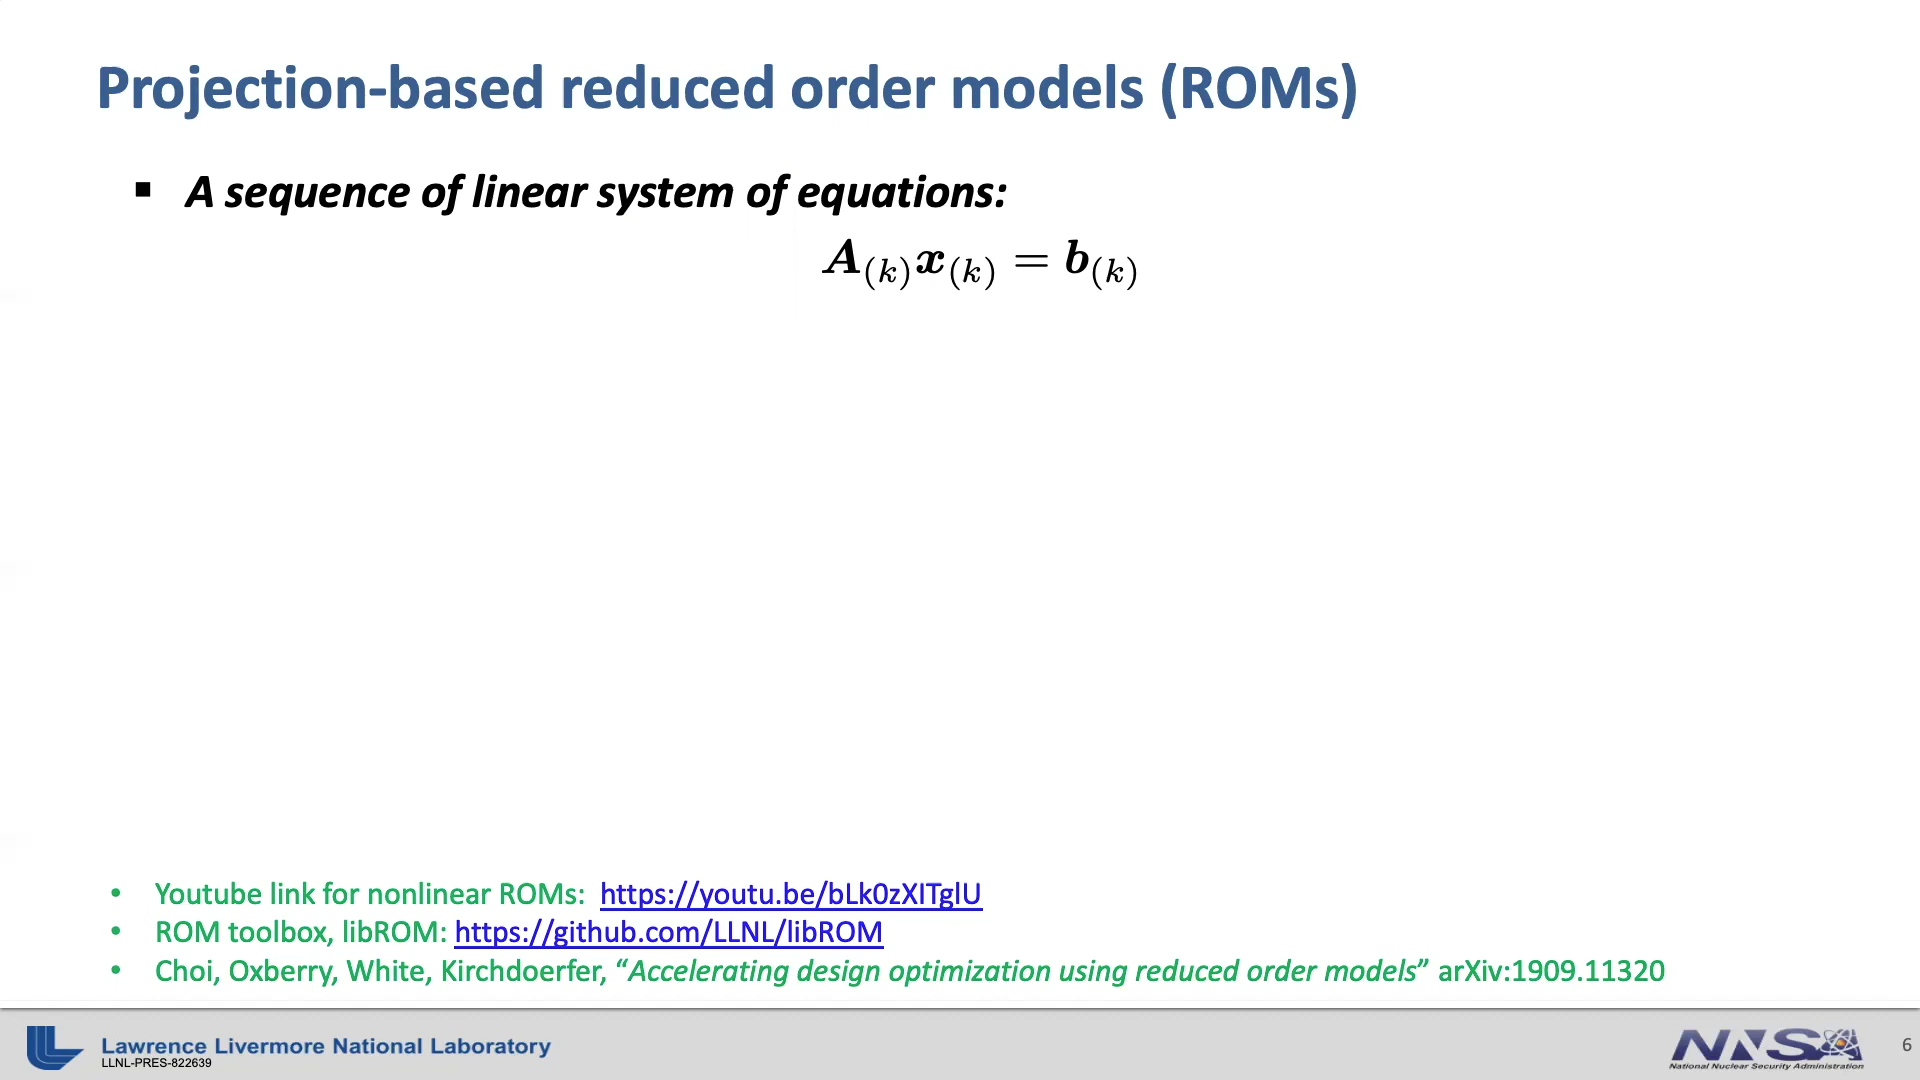 Projection-based reduced order models (ROMs)
▪ A sequence of linear system of equations:
A₍ₖ₎x₍ₖ₎ = b₍ₖ₎
• Youtube link for nonlinear ROMs: https://youtu.be/bLk0zXITglU
• ROM toolbox, libROM: https://github.com/LLNL/libROM
• Choi, Oxberry, White, Kirchdoerfer, “Accelerating design optimization using reduced order models” arXiv:1909.11320
Lawrence Livermore National Laboratory
LLNL-PRES-822639
NNSA
National Nuclear Security Administration
6